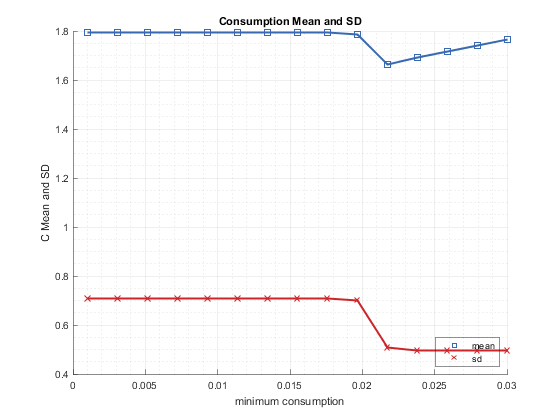 Consumption Mean and SD
1.8
1.6
1.4
1.2
1
0.8
0.6
0.4
C Mean and SD
mean
sd
0 0.005 0.01 0.015 0.02 0.025 0.03
minimum consumption